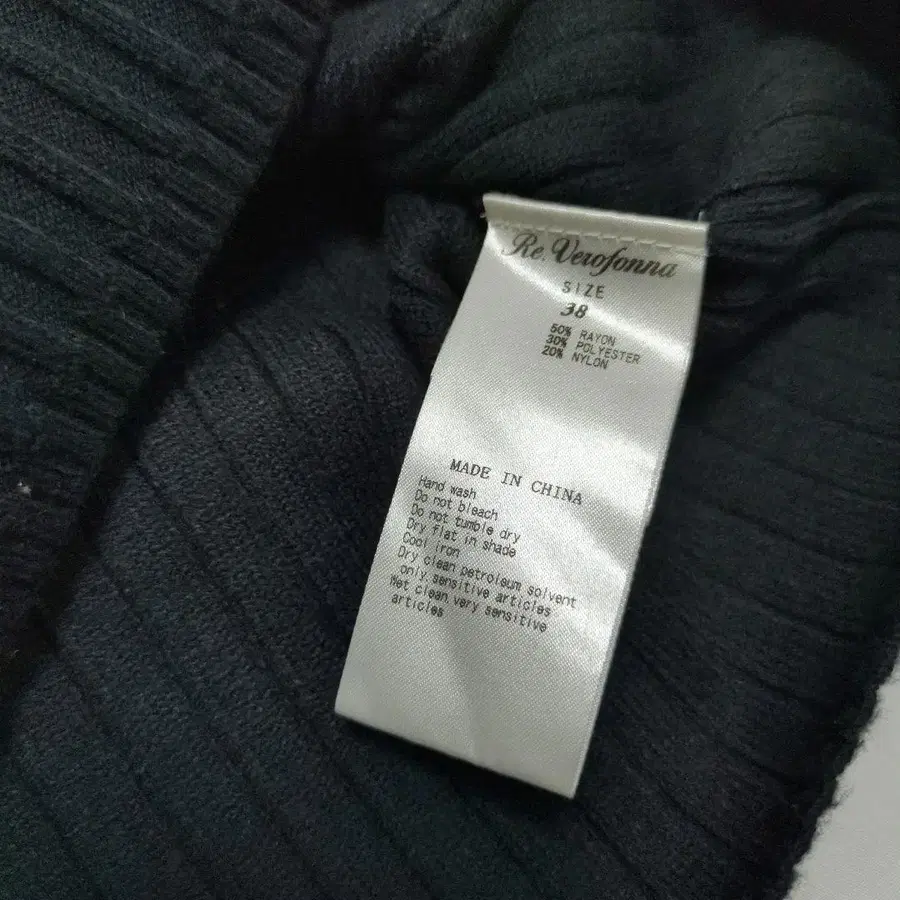 Re.Verofonna
SIZE
38
50% RAYON
30% POLYESTER
20% NYLON
MADE IN CHINA
Hand wash
Do not bleach
Do not tumble dry
Dry flat in shade
Cool iron
Dry clean petroleum solvent
only.sensitive articles
Wet clean very sensitive
articles